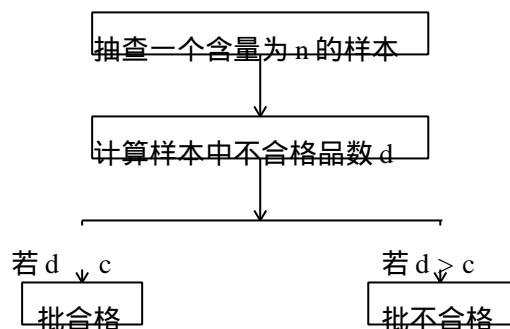 抽查一个含量为 n 的样本
计算样本中不合格品数 d
若 d c
若 d > c
批合格
批不合格